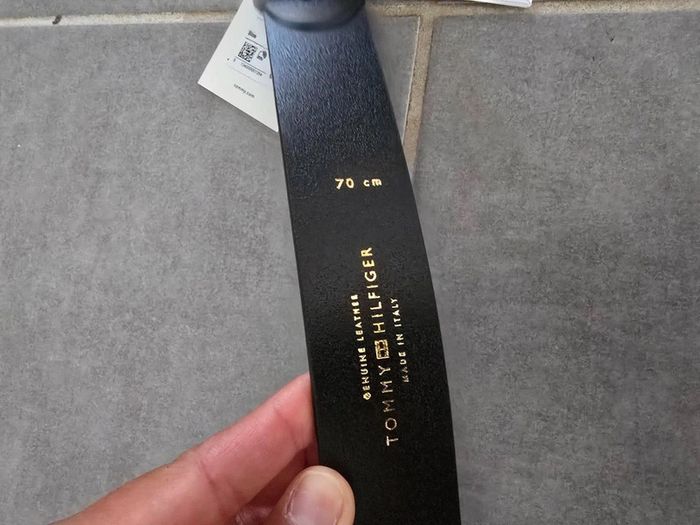 70 cm
GENUINE LEATHER
TOMMY HILFIGER
MADE IN ITALY